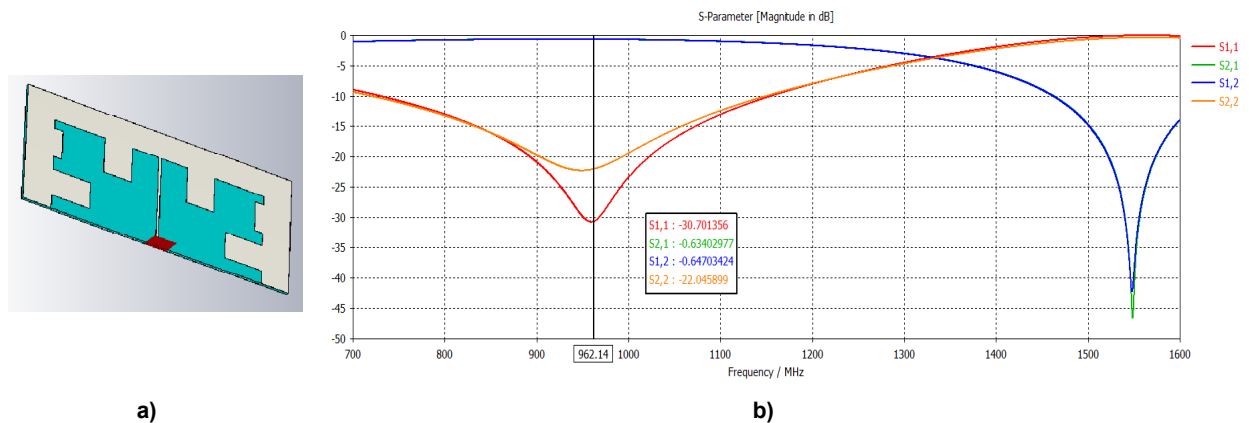 S-Parameter [Magnitude in dB]
0
-5
-10
-15
-20
-25
-30
-35
-40
-45
-50
S1,1
S2,1
S1,2
S2,2
S1,1 : -30.701356
S2,1 : -0.63402977
S1,2 : -0.64703424
S2,2 : -22.045899
700 800 900 962.14 1000 1100 1200 1300 1400 1500 1600
Frequency / MHz
a) b)